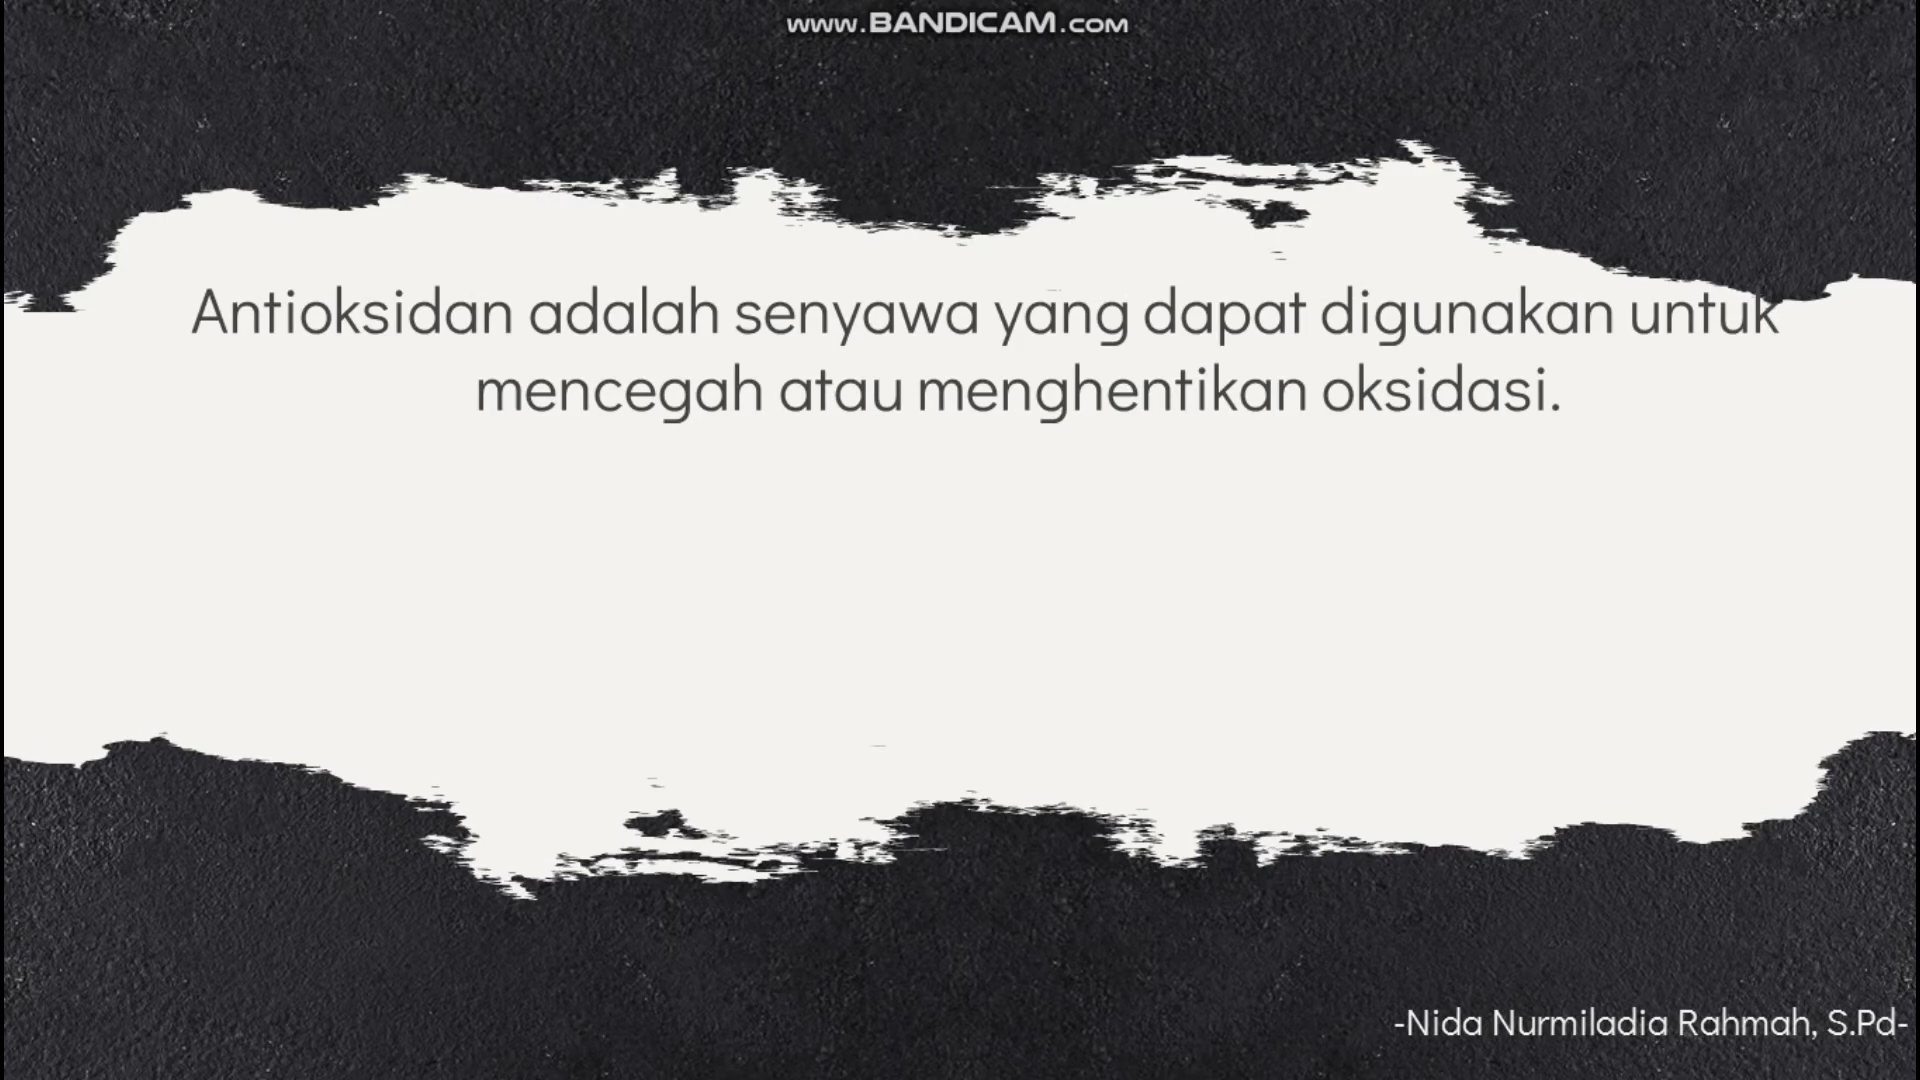 www.BANDICAM.com
Antioksidan adalah senyawa yang dapat digunakan untuk
mencegah atau menghentikan oksidasi.
-Nida Nurmiladia Rahmah, S.Pd-